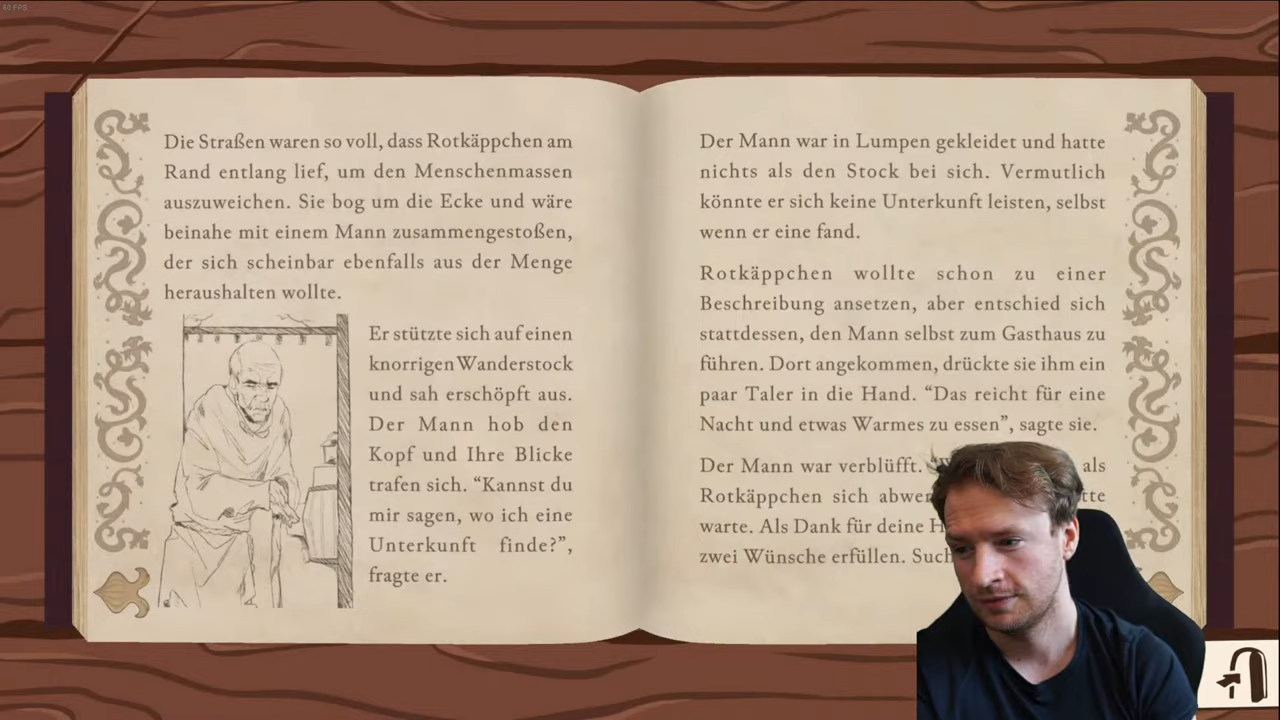 60 FPS
Die Straßen waren so voll, dass Rotkäppchen am
Rand entlang lief, um den Menschenmassen
auszuweichen. Sie bog um die Ecke und wäre
beinahe mit einem Mann zusammengestoßen,
der sich scheinbar ebenfalls aus der Menge
heraushalten wollte.
Er stützte sich auf einen
knorrigen Wanderstock
und sah erschöpft aus.
Der Mann hob den
Kopf und Ihre Blicke
trafen sich. “Kannst du
mir sagen, wo ich eine
Unterkunft finde?”,
fragte er.
Der Mann war in Lumpen gekleidet und hatte
nichts als den Stock bei sich. Vermutlich
könnte er sich keine Unterkunft leisten, selbst
wenn er eine fand.
Rotkäppchen wollte schon zu einer
Beschreibung ansetzen, aber entschied sich
stattdessen, den Mann selbst zum Gasthaus zu
führen. Dort angekommen, drückte sie ihm ein
paar Taler in die Hand. “Das reicht für eine
Nacht und etwas Warmes zu essen”, sagte sie.
Der Mann war verblüfft. als
Rotkäppchen sich
warte. Als Dank für deine
zwei Wünsche erfüllen.